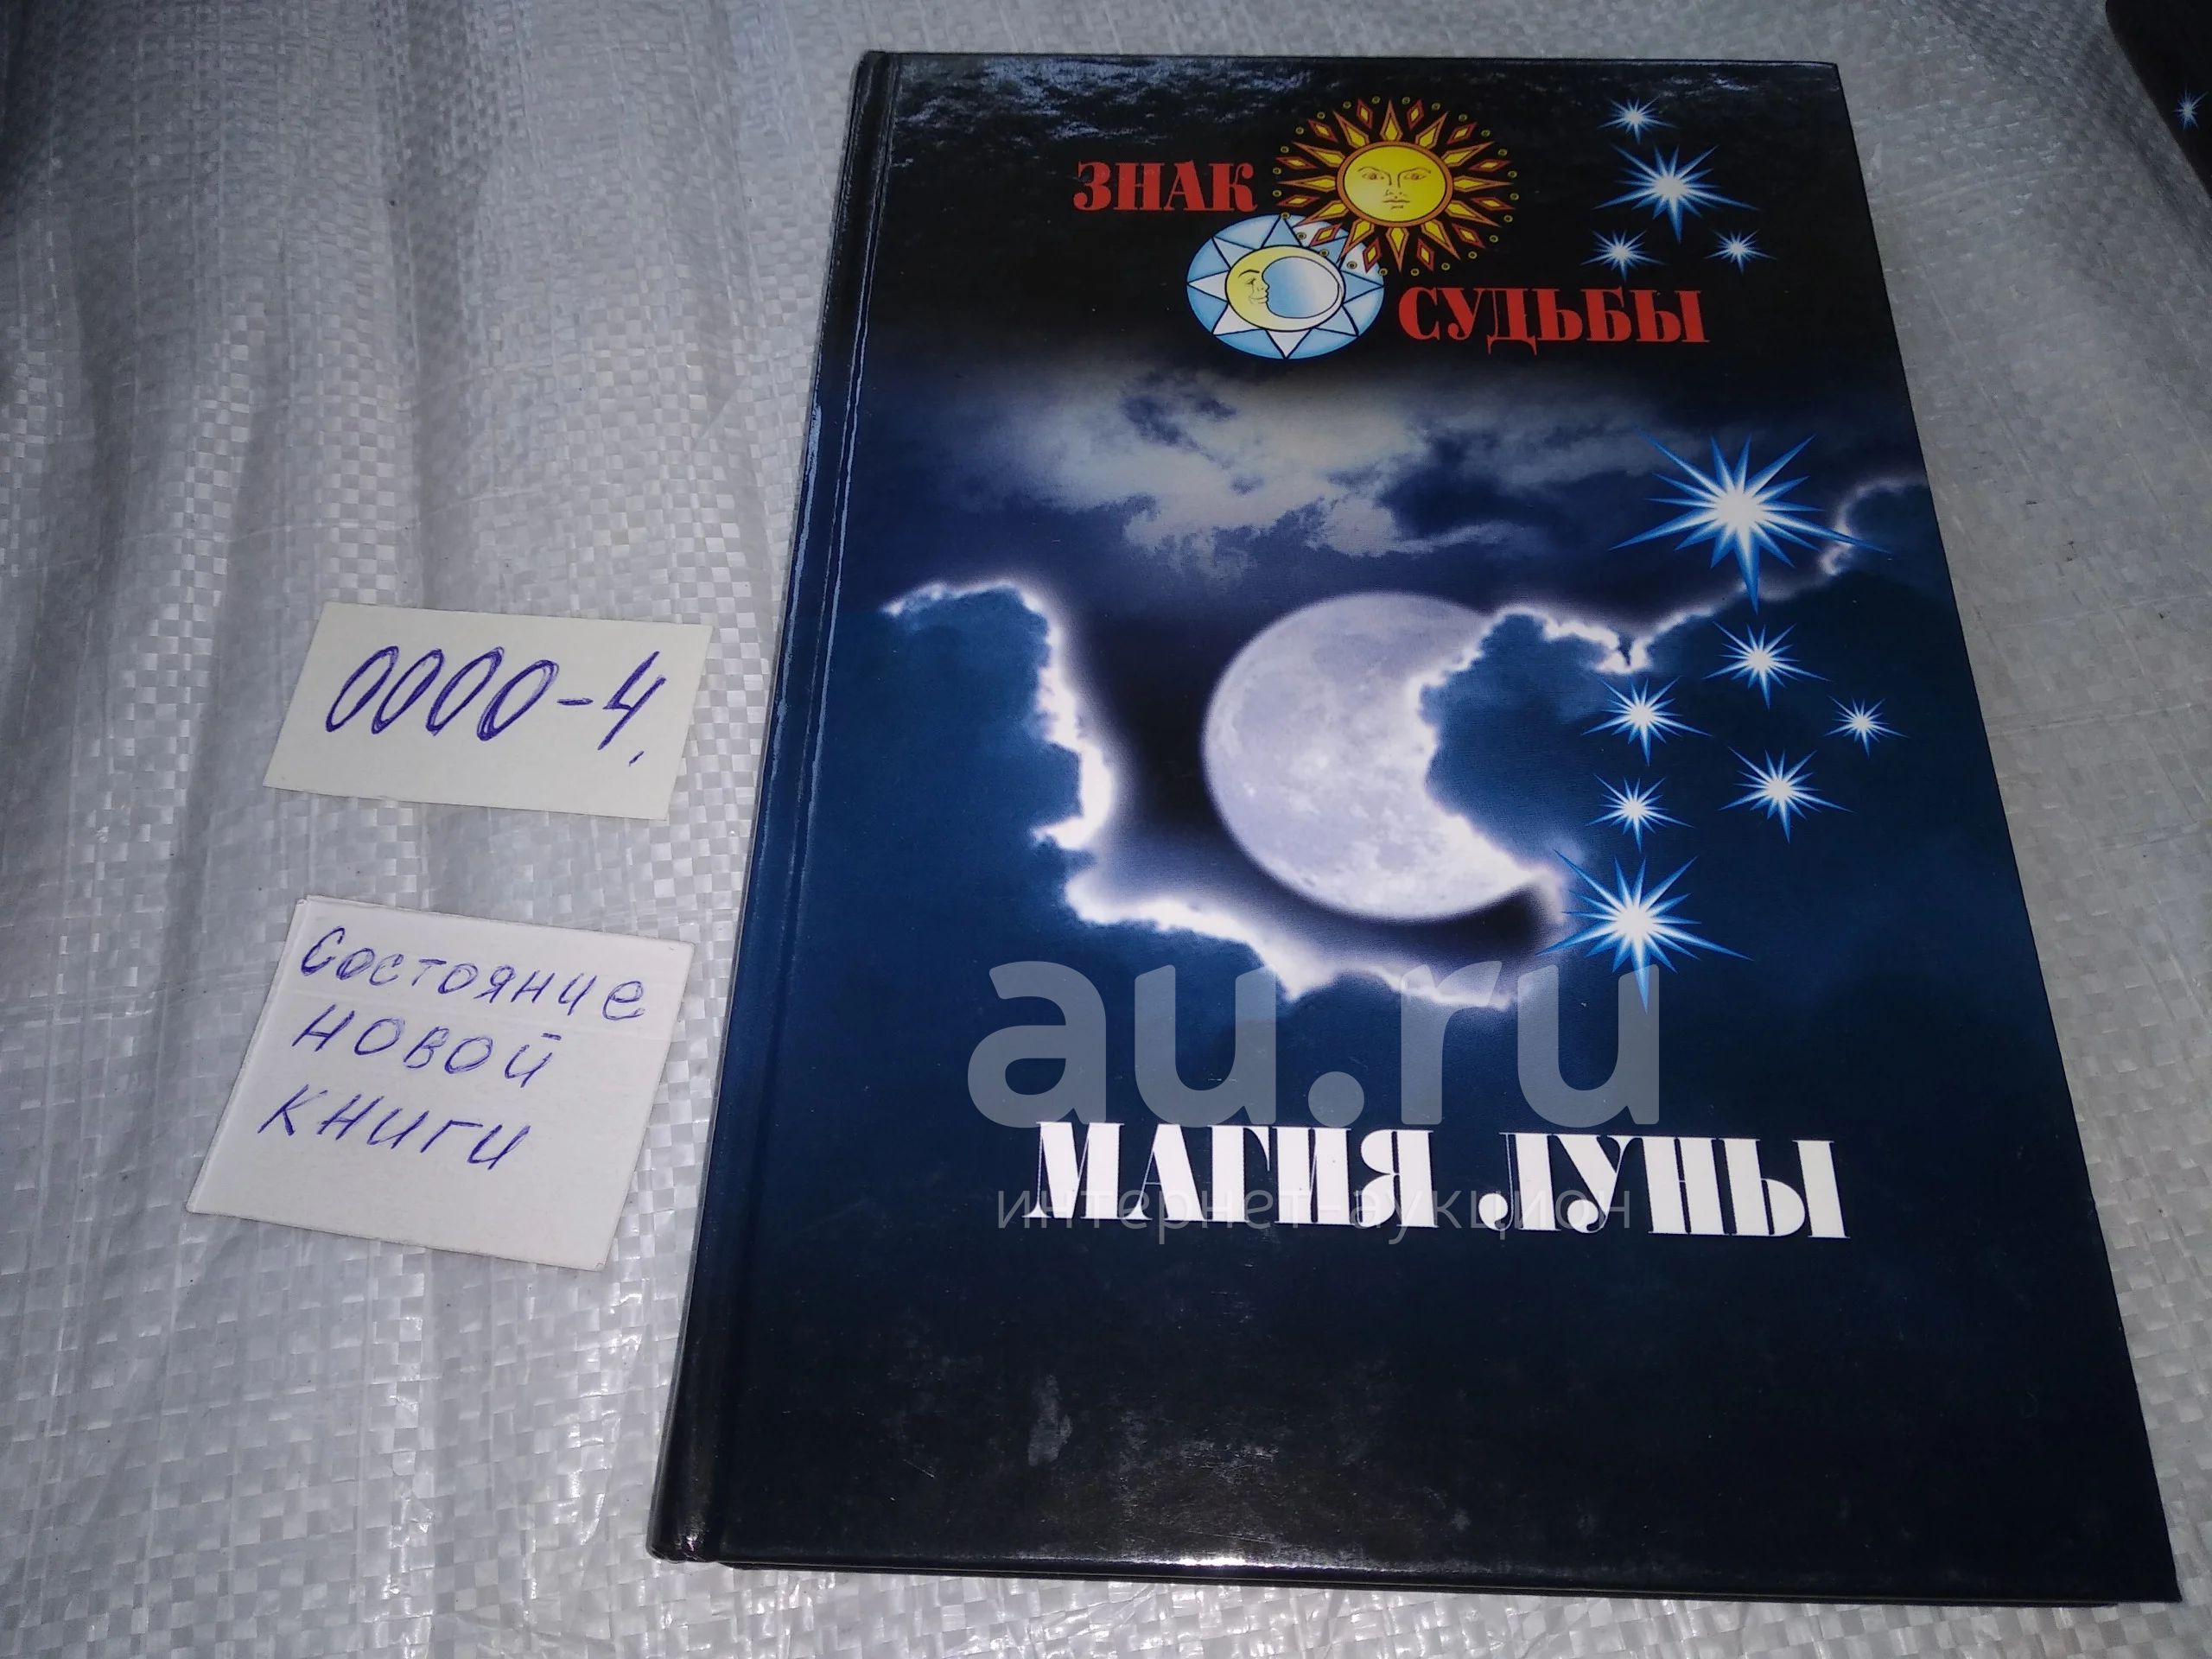 ЗНАК
СУДЬБЫ
0000-4.
Состояние
новой
книги
au.ru
МАГИЯ ЛУНЫ
интернет-аукцион